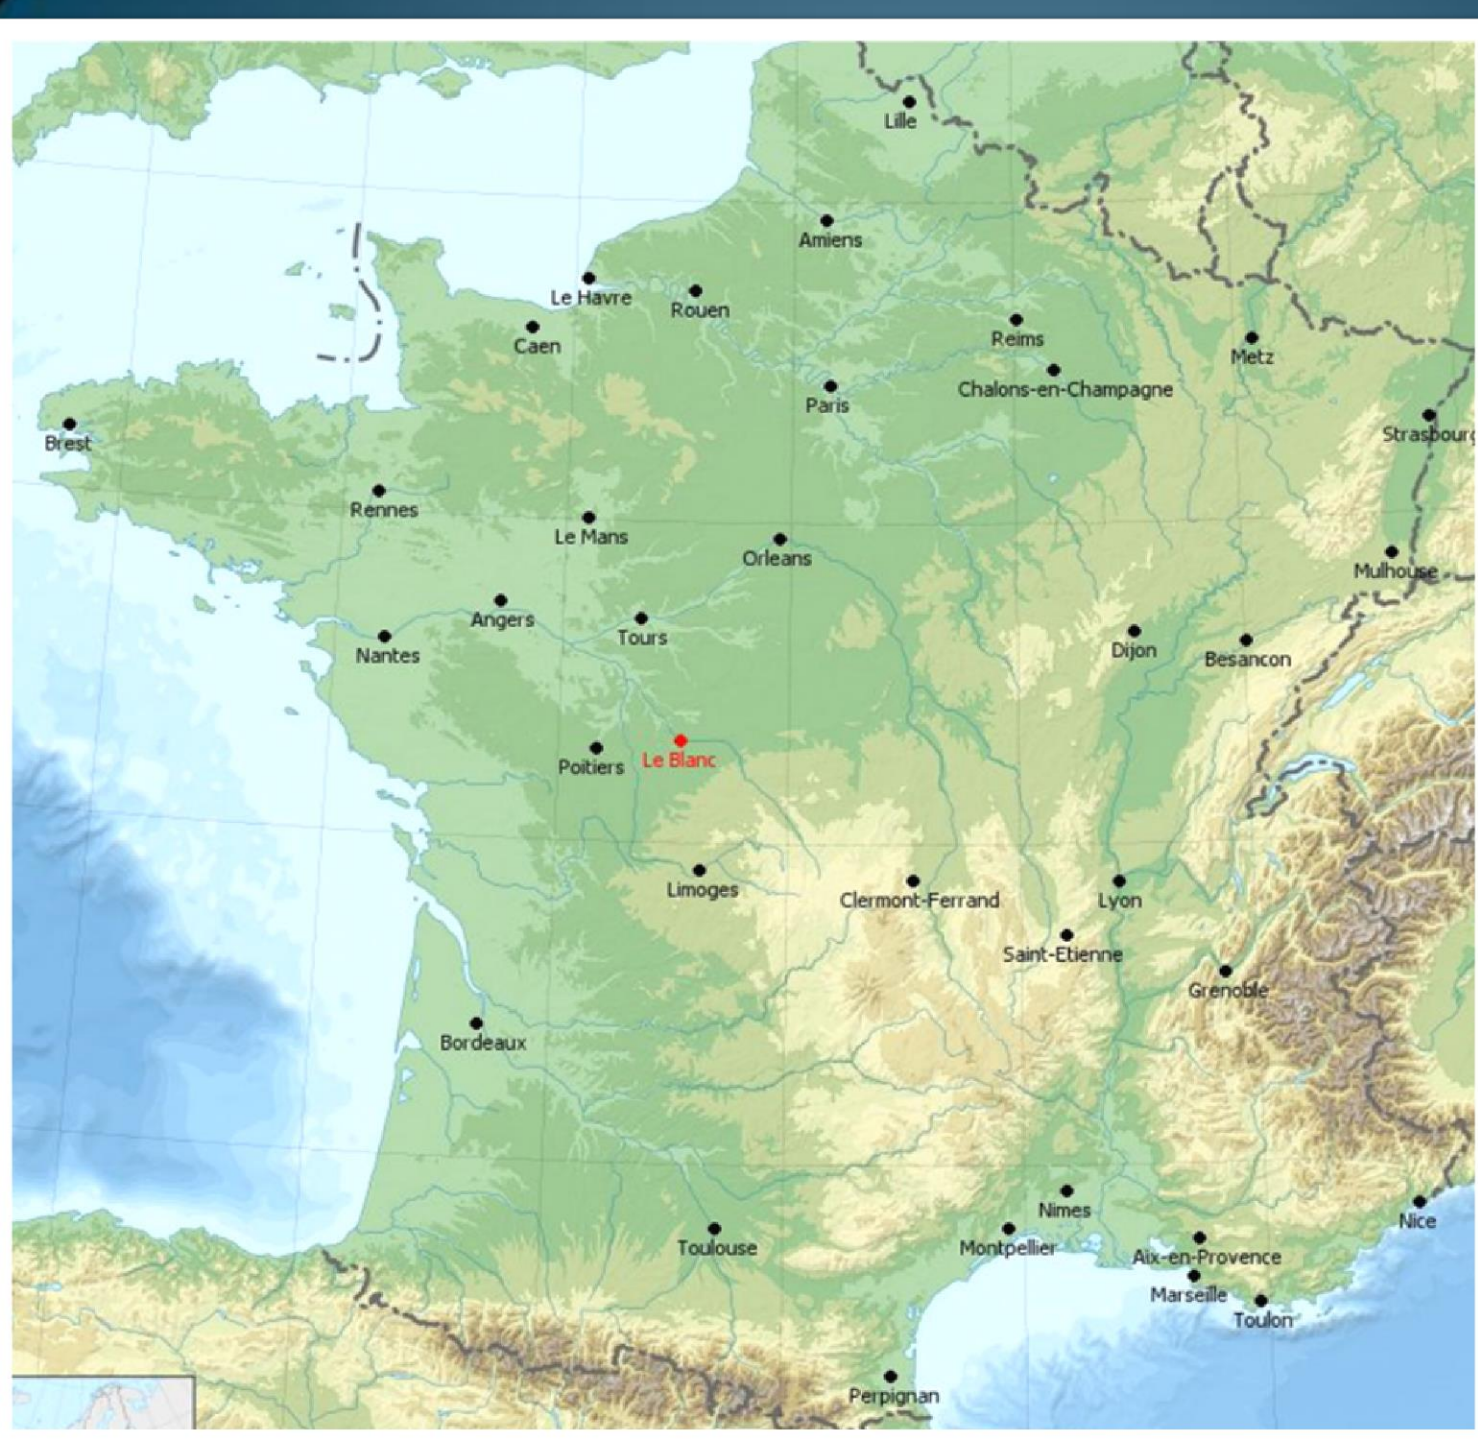 Lille
Amiens
Le Havre
Rouen
Caen
Reims
Metz
Chalons-en-Champagne
Paris
Strasbourg
Brest
Rennes
Le Mans
Orleans
Mulhouse
Angers
Tours
Nantes
Dijon
Besancon
Poitiers
Le Blanc
Limoges
Clermont-Ferrand
Lyon
Saint-Etienne
Grenoble
Bordeaux
Nimes
Nice
Toulouse
Montpellier
Aix-en-Provence
Marseille
Toulon
Perpignan